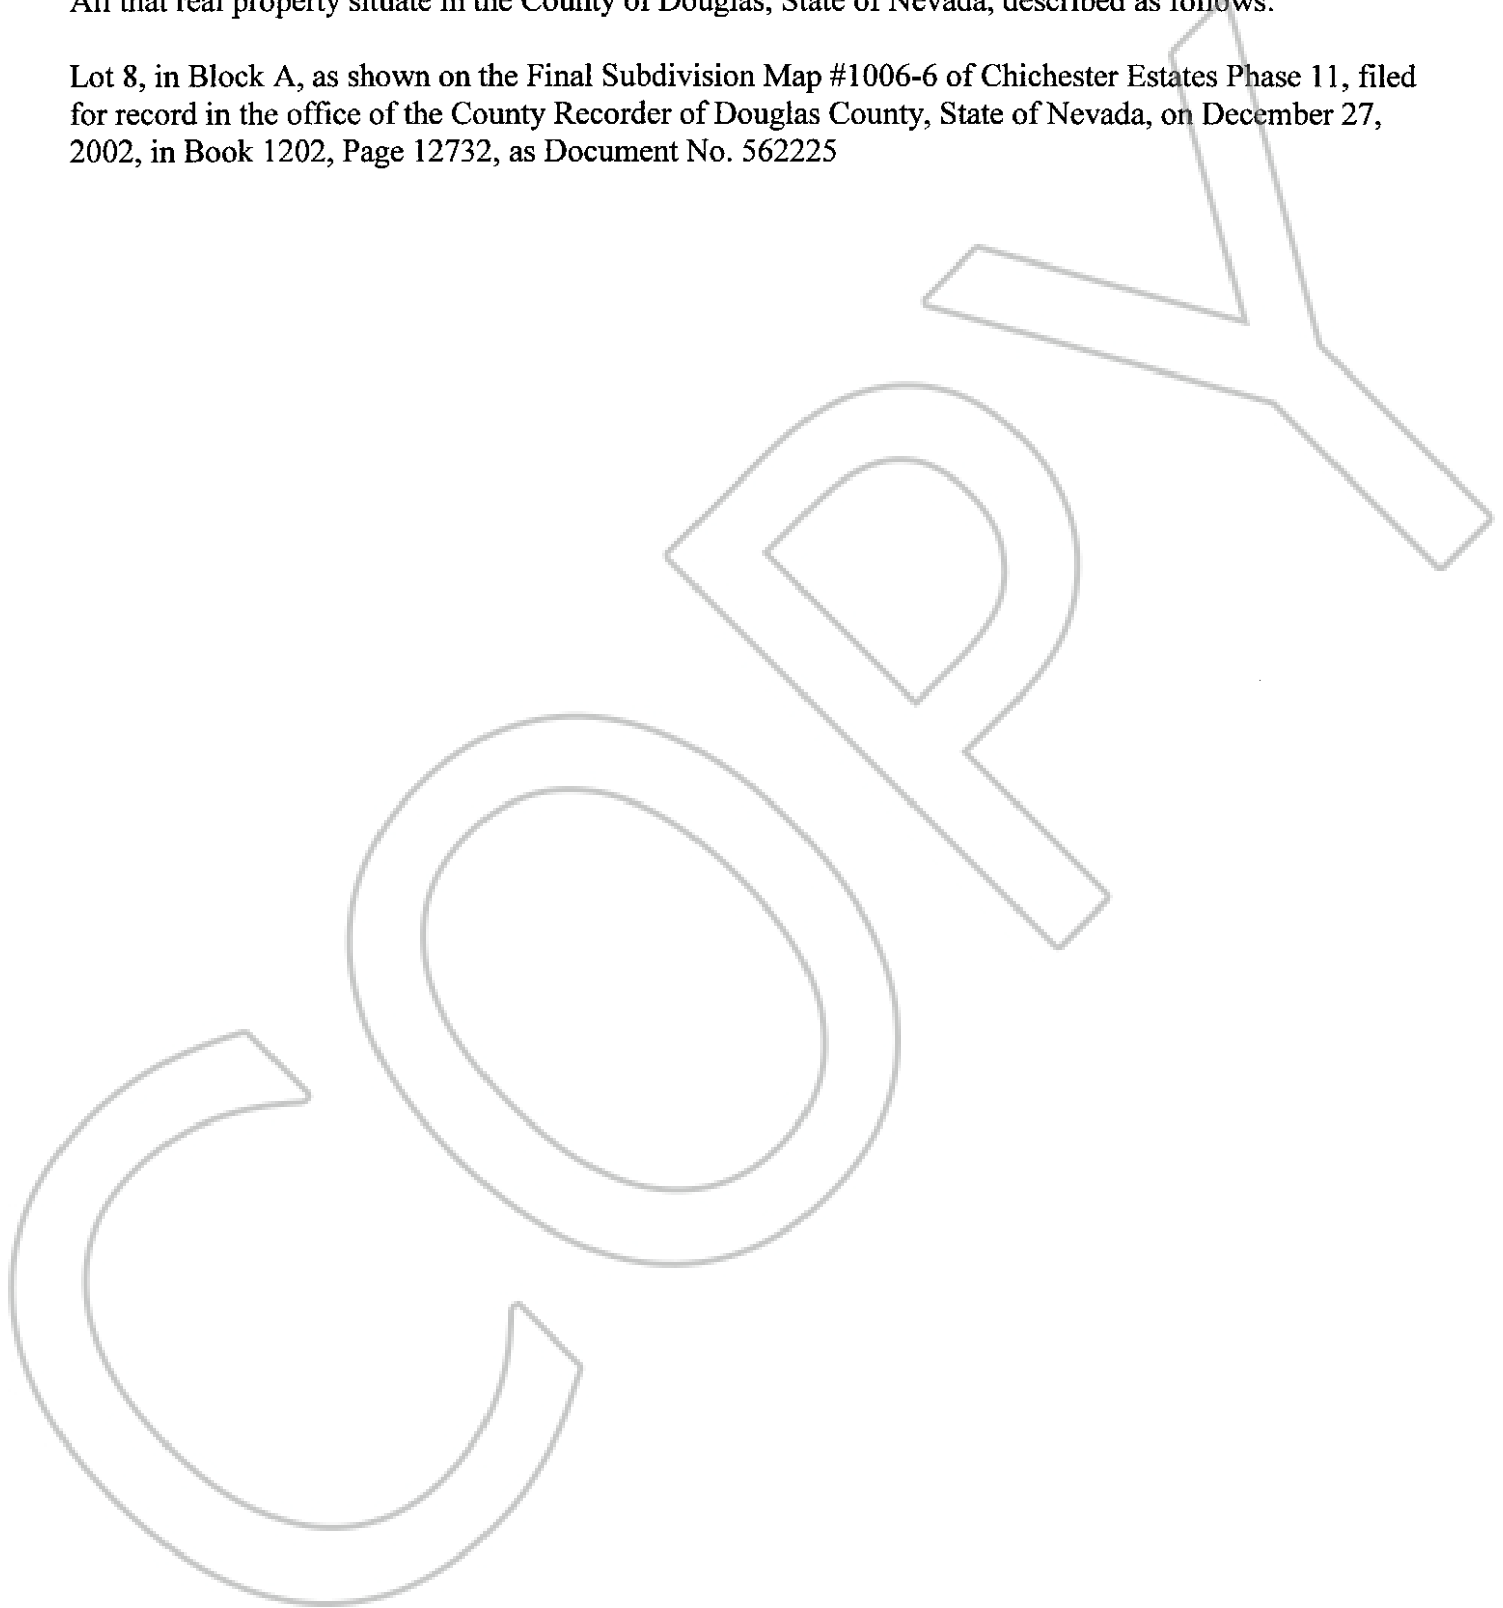 All that real property situate in the County of Douglas, State of Nevada, described as follows:
Lot 8, in Block A, as shown on the Final Subdivision Map #1006-6 of Chichester Estates Phase 11, filed
for record in the office of the County Recorder of Douglas County, State of Nevada, on December 27,
2002, in Book 1202, Page 12732, as Document No. 562225
COPY